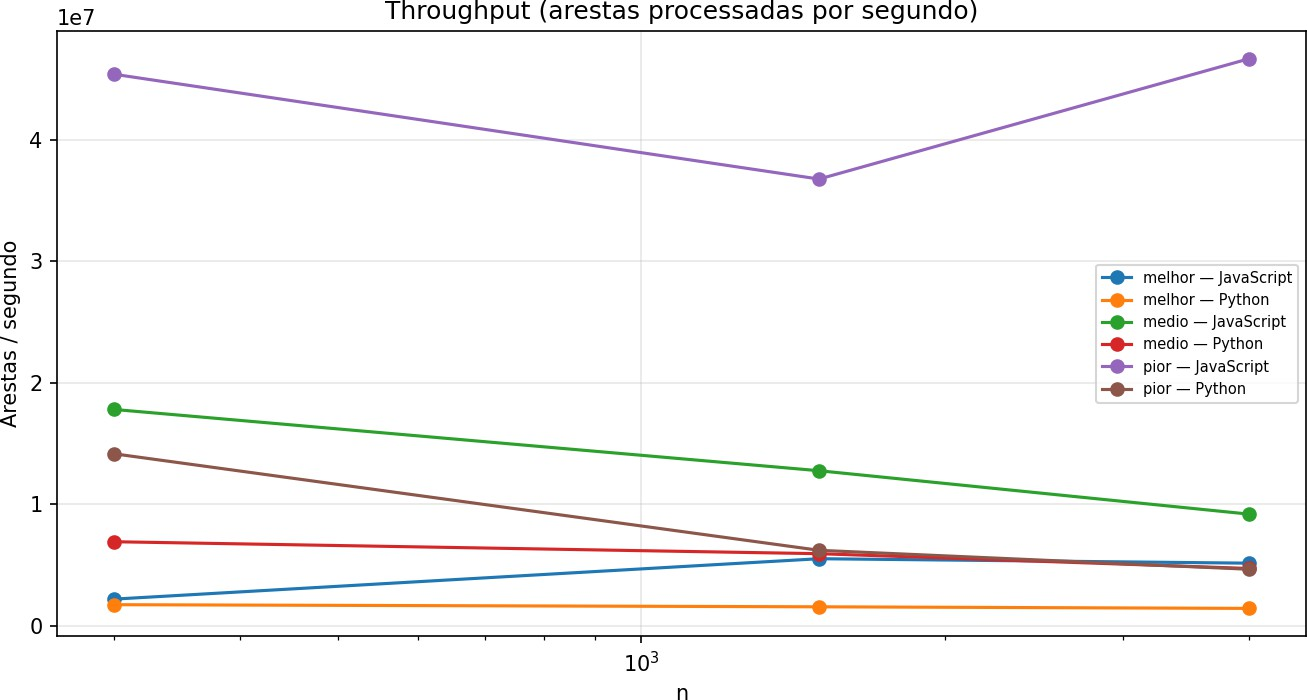 Throughput (arestas processadas por segundo)
1e7
Arestas / segundo
4
3
2
1
0
melhor — JavaScript
melhor — Python
medio — JavaScript
medio — Python
pior — JavaScript
pior — Python
10³
n